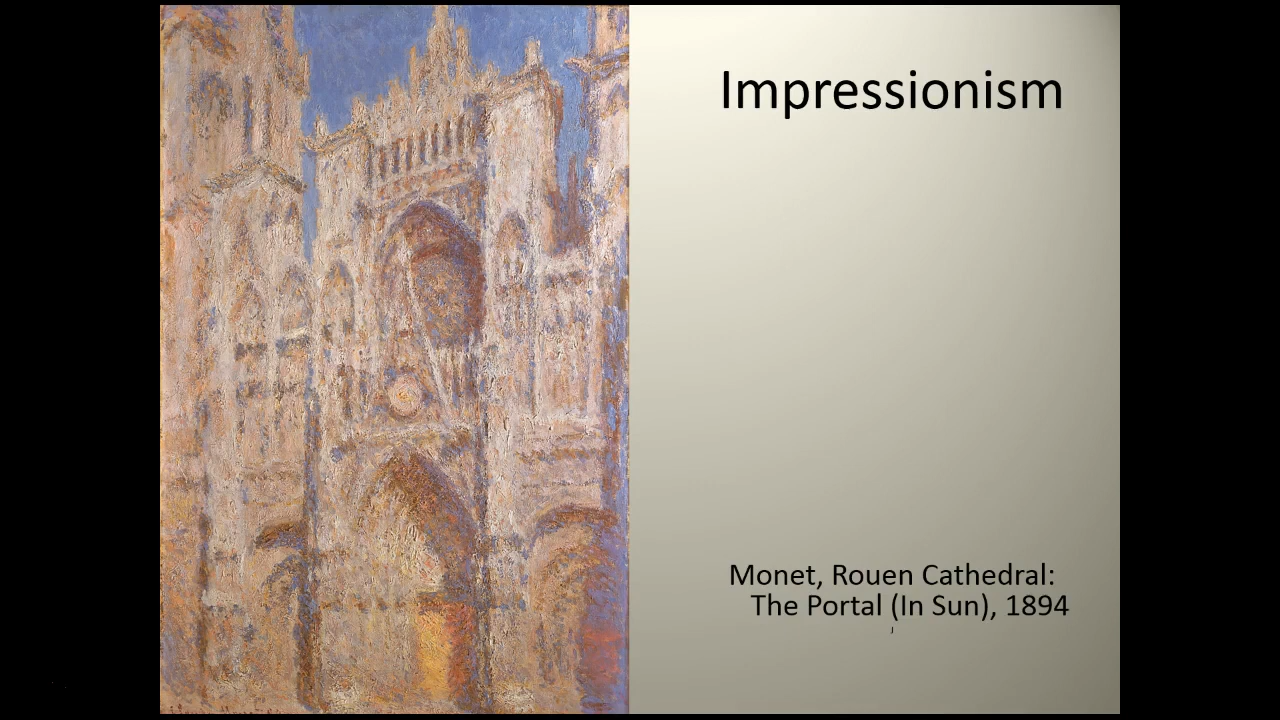 Impressionism
Monet, Rouen Cathedral:
The Portal (In Sun), 1894